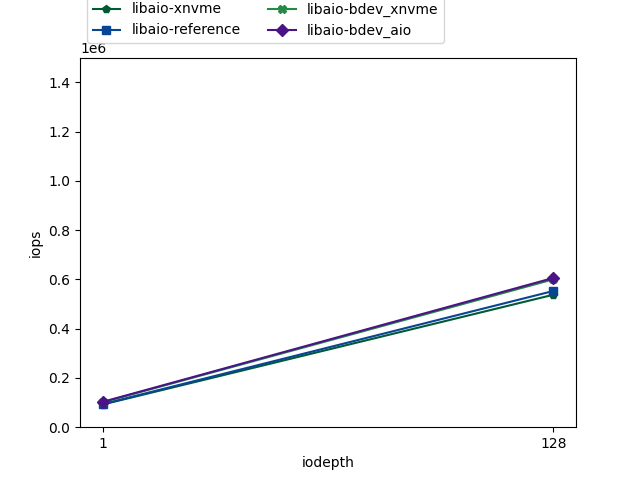 libaio-xnvme
libaio-bdev_xnvme
libaio-reference
libaio-bdev_aio
1e6
1.4
1.2
1.0
0.8
0.6
0.4
0.2
0.0
iops
1
128
iodepth